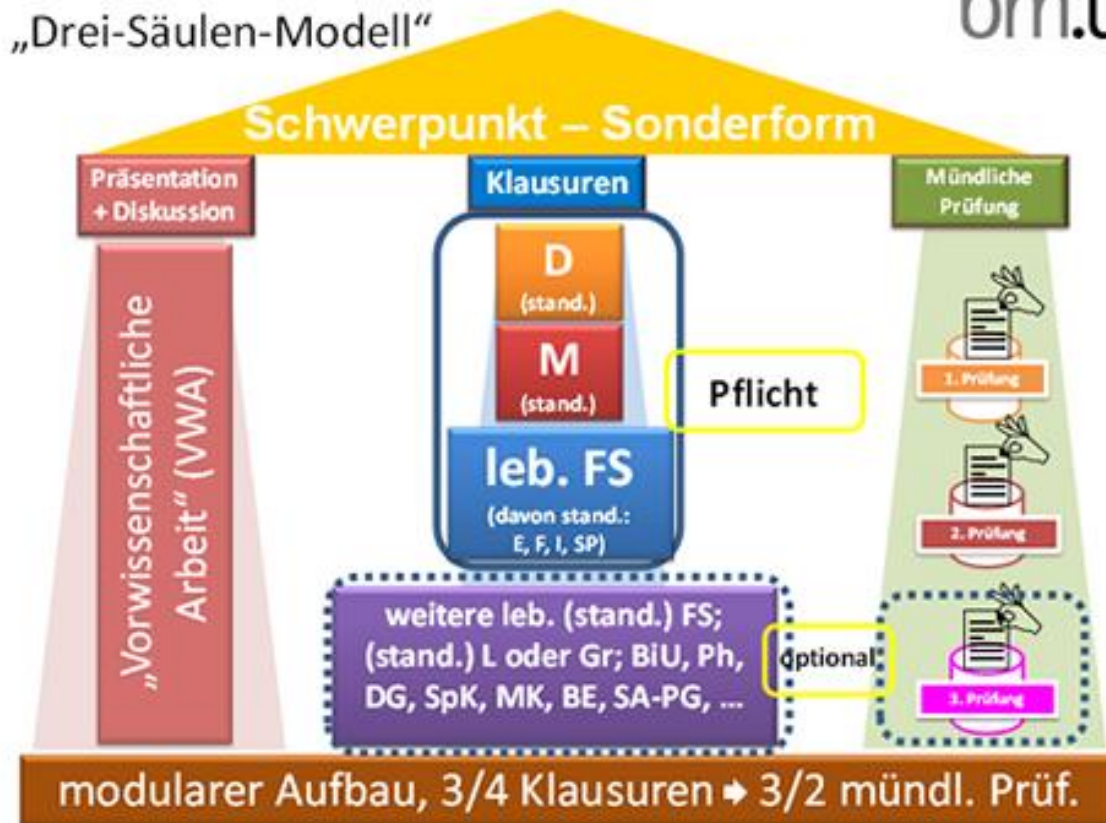 „Drei-Säulen-Modell“
bm.u
Schwerpunkt – Sonderform
Präsentation
+ Diskussion
„Vorwissenschaftliche
Arbeit“ (VWA)
Klausuren
D
(stand.)
M
(stand.)
leb. FS
(davon stand.:
E, F, I, SP)
Pflicht
weitere leb. (stand.) FS;
(stand.) L oder Gr; BiU, Ph,
DG, SpK, MK, BE, SA-PG, ...
optional
Mündliche
Prüfung
1. Prüfung
2. Prüfung
3. Prüfung
modularer Aufbau, 3/4 Klausuren ➔ 3/2 mündl. Prüf.